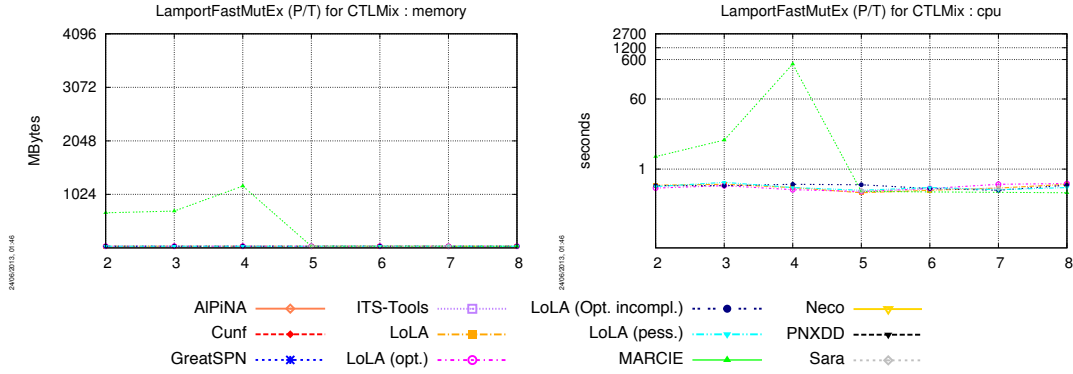 LamportFastMutEx (P/T) for CTLMix : memory
4096
3072
2048
1024
MBytes
2 3 4 5 6 7 8
24/06/2013, 01:46
LamportFastMutEx (P/T) for CTLMix : cpu
2700
1200
600
60
1
seconds
2 3 4 5 6 7 8
24/06/2013, 01:46
AlPiNA ITS-Tools LoLA (Opt. incompl.) Neco
Cunf LoLA LoLA (pess.) PNXDD
GreatSPN LoLA (opt.) MARCIE Sara